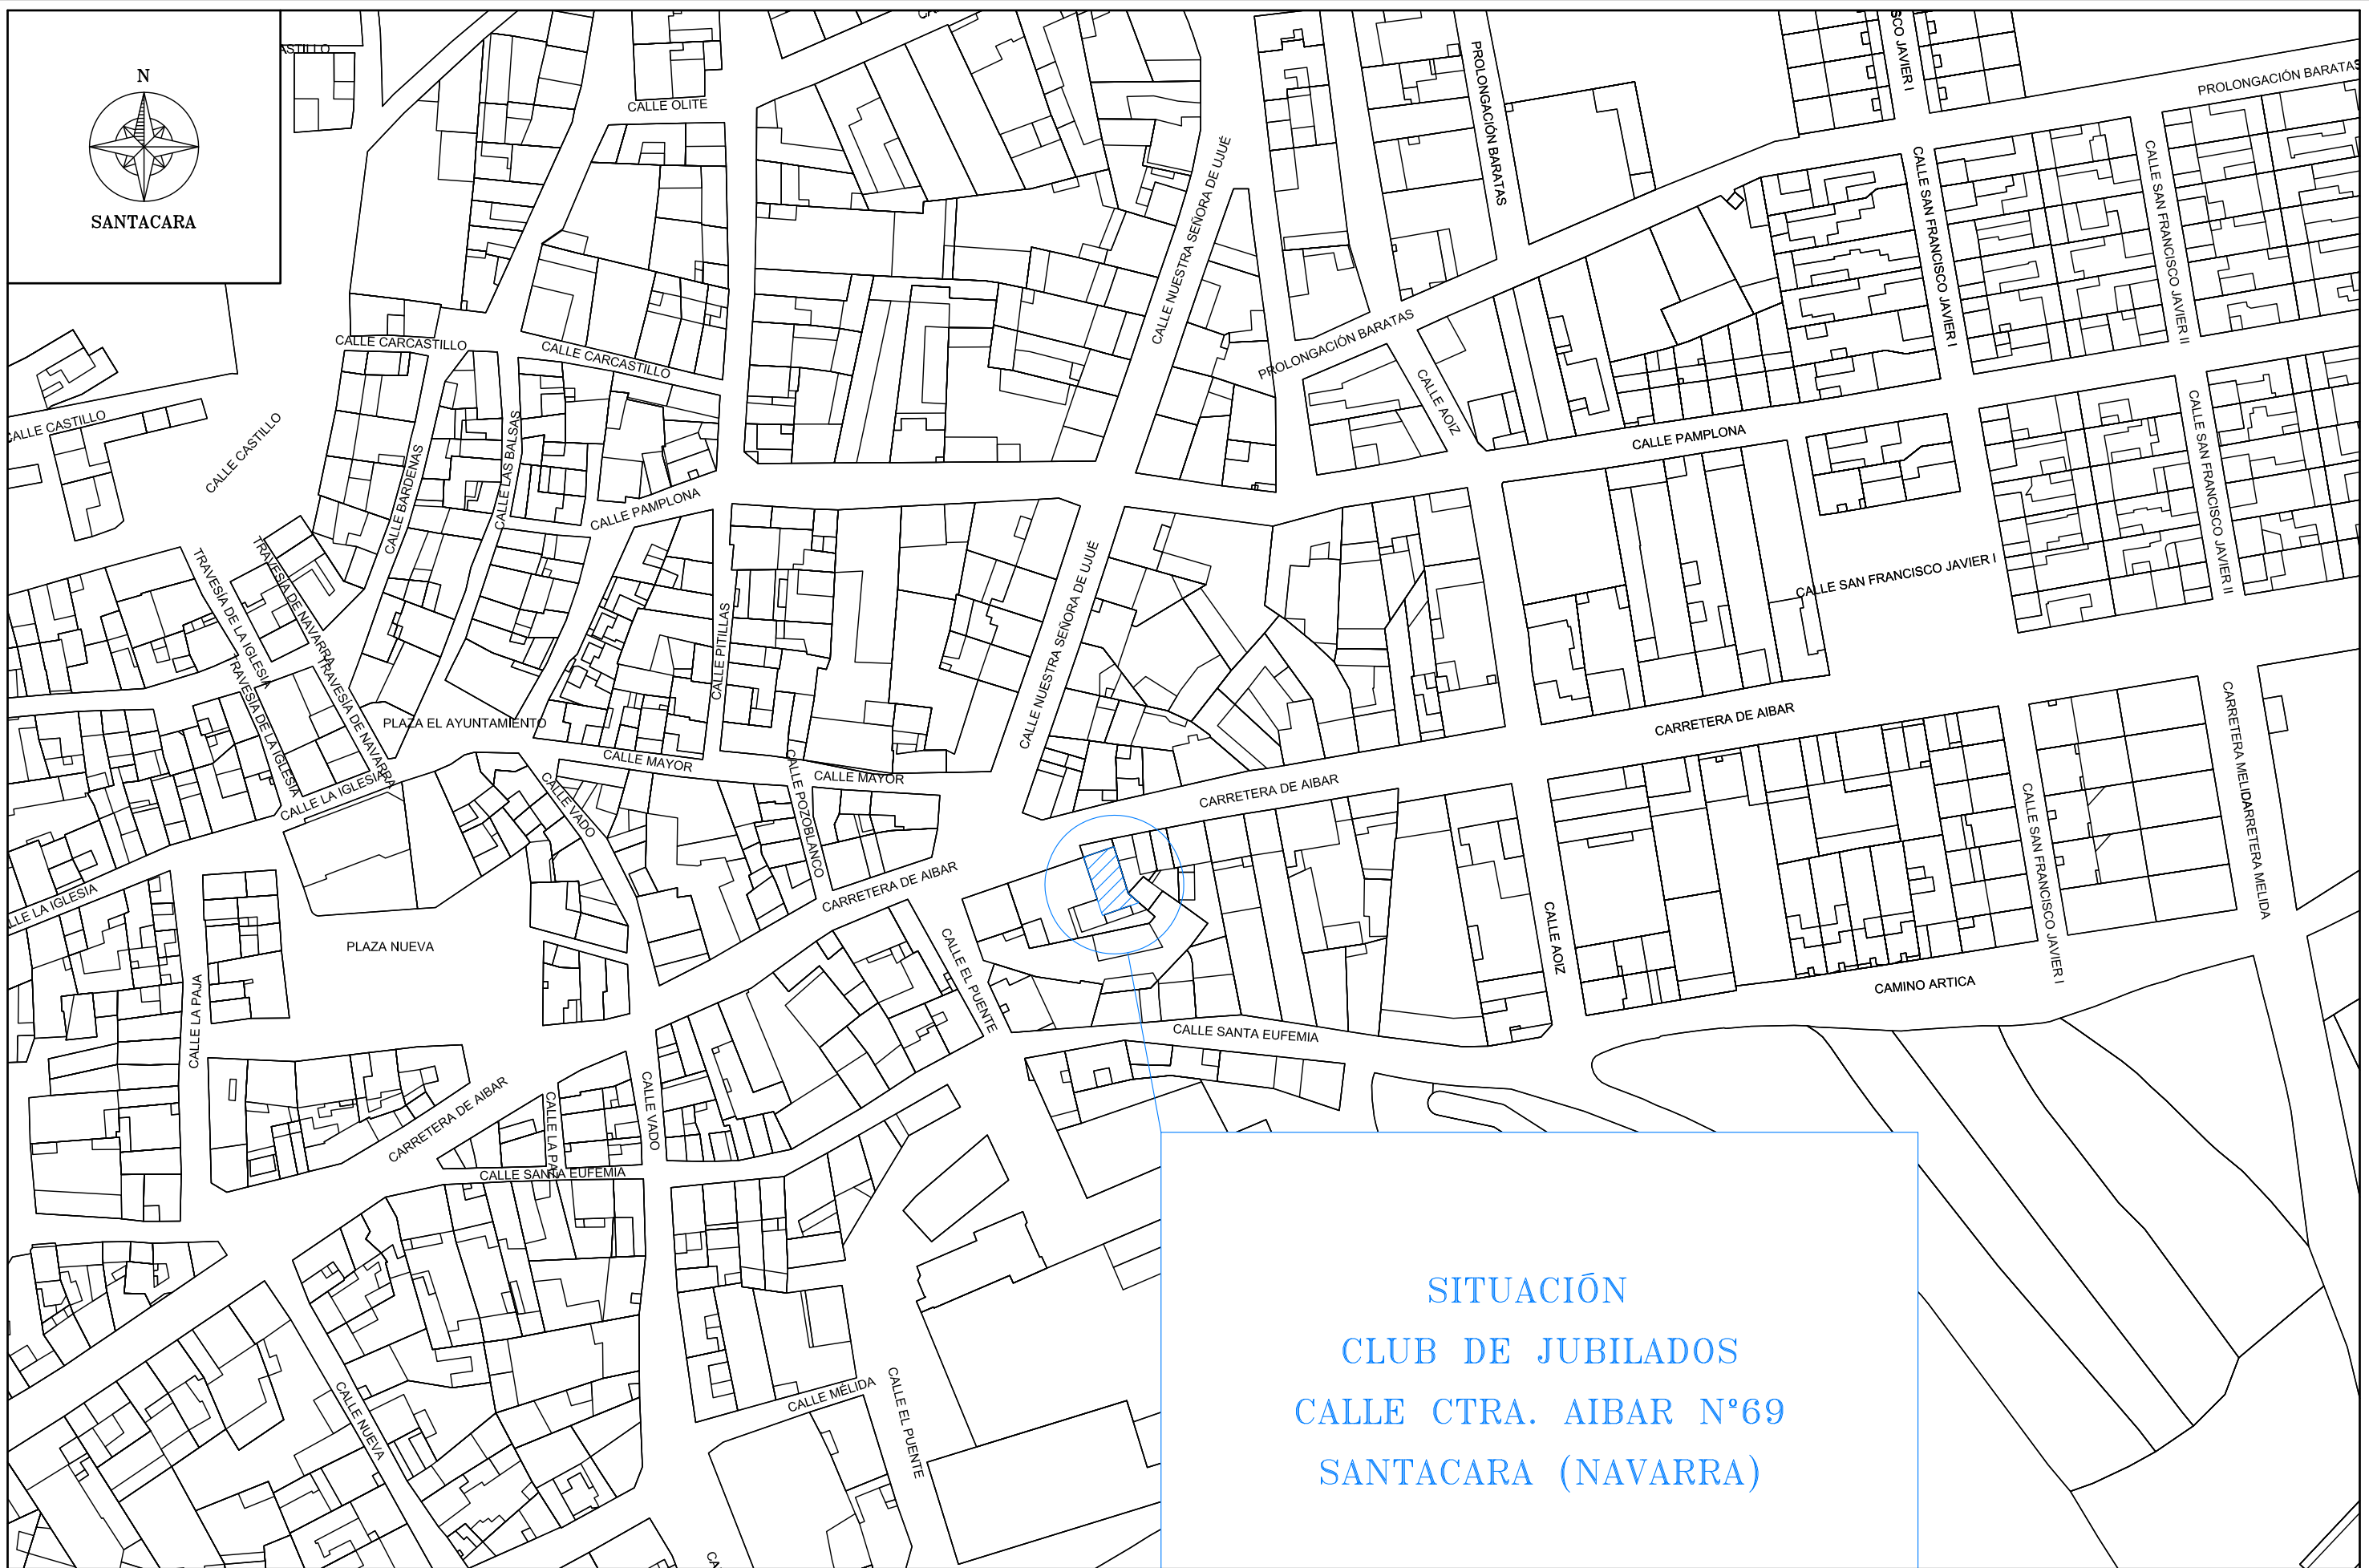 N
SANTACARA
CALLE OLITE
PROLONGACIÓN BARATAS
PROLONGACIÓN BARATAS
CALLE NUESTRA SEÑORA DE UJUÉ
CALLE SAN FRANCISCO JAVIER I
CALLE SAN FRANCISCO JAVIER II
CALLE CARCASTILLO
CALLE CARCASTILLO
PROLONGACIÓN BARATAS
CALLE AOIZ
CALLE CASTILLO
CALLE CASTILLO
CALLE BARDENAS
CALLE LAS BALSAS
CALLE PAMPLONA
CALLE PAMPLONA
CALLE SAN FRANCISCO JAVIER II
TRAVESÍA DE LA IGLESIA
TRAVESÍA DE NAVARRA
CALLE PITILLAS
CALLE NUESTRA SEÑORA DE UJUÉ
CALLE SAN FRANCISCO JAVIER I
TRAVESÍA DE LA IGLESIA
TRAVESÍA DE NAVARRA
PLAZA EL AYUNTAMIENTO
CARRETERA DE AIBAR
CARRETERA MELIDA
CARRETERA MELIDA
CALLE MAYOR
CALLE MAYOR
CALLE LA IGLESIA
CALLE VADO
CALLE POZOBLANCO
CARRETERA DE AIBAR
CALLE SAN FRANCISCO JAVIER I
CARRETERA DE AIBAR
LLE LA IGLESIA
PLAZA NUEVA
CALLE EL PUENTE
CALLE AOIZ
CAMINO ARTICA
CALLE LA PAJA
CALLE SANTA EUFEMIA
CARRETERA DE AIBAR
CALLE LA PAJA
CALLE VADO
CALLE SANTA EUFEMIA
CALLE NUEVA
CALLE MÉLIDA
CALLE EL PUENTE
SITUACIÓN
CLUB DE JUBILADOS
CALLE CTRA. AIBAR Nº69
SANTACARA (NAVARRA)